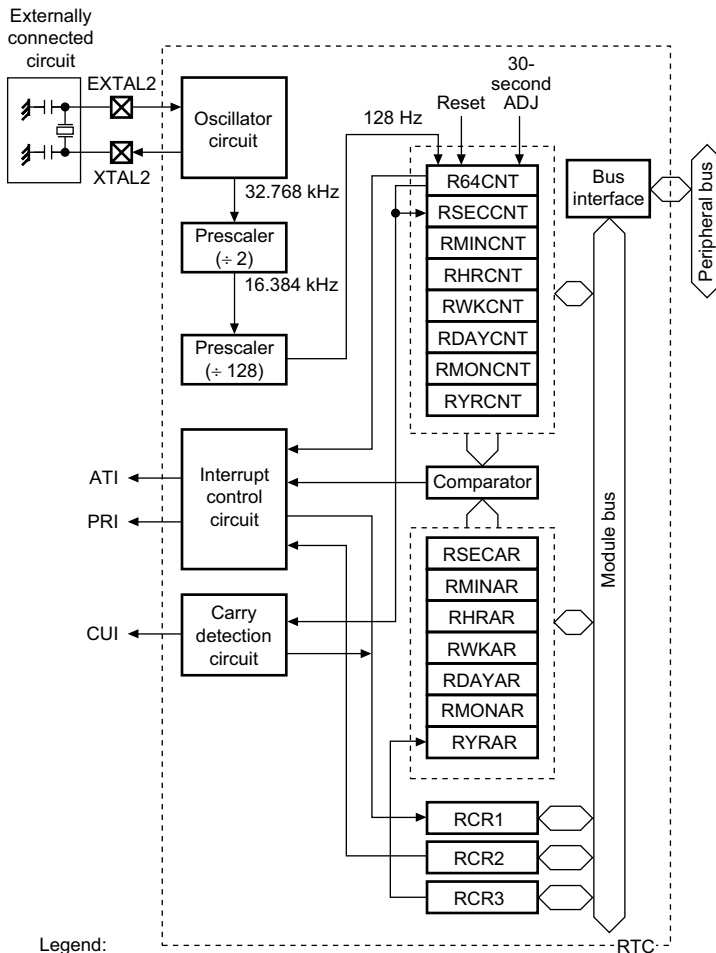 Externally
connected
circuit
EXTAL2
XTAL2
Oscillator
circuit
32.768 kHz
Prescaler
(÷ 2)
16.384 kHz
Prescaler
(÷ 128)
128 Hz
Reset
30-
second
ADJ
R64CNT
RSECCNT
RMINCNT
RHRCNT
RWKCNT
RDAYCNT
RMONCNT
RYRCNT
Bus
interface
Peripheral bus
ATI
PRI
Interrupt
control
circuit
Comparator
Module bus
CUI
Carry
detection
circuit
RSECAR
RMINAR
RHRAR
RWKAR
RDAYAR
RMONAR
RYRAR
RCR1
RCR2
RCR3
Legend:
RTC